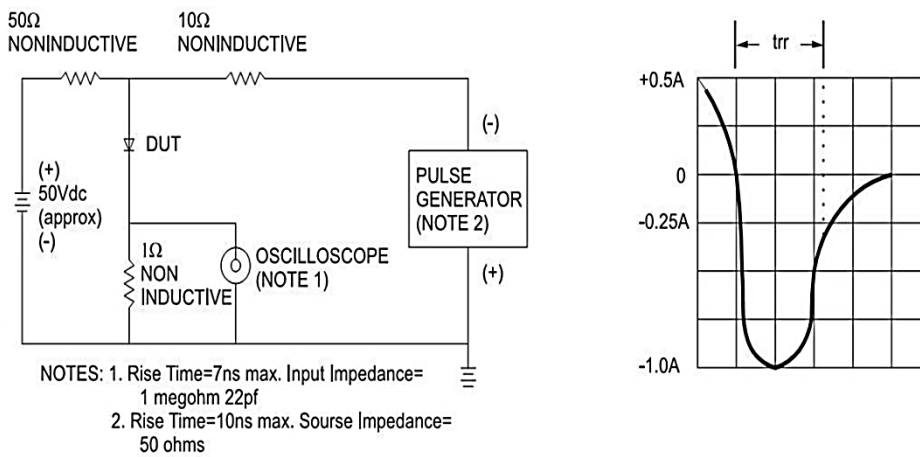 50Ω
NONINDUCTIVE
10Ω
NONINDUCTIVE
DUT
(+)
50Vdc
(approx)
(-)
1Ω
NON
INDUCTIVE
OSCILLOSCOPE
(NOTE 1)
(-)
PULSE
GENERATOR
(NOTE 2)
(+)
NOTES: 1. Rise Time=7ns max. Input Impedance=
1 megohm 22pf
2. Rise Time=10ns max. Sourse Impedance=
50 ohms
trr
+0.5A
0
-0.25A
-1.0A